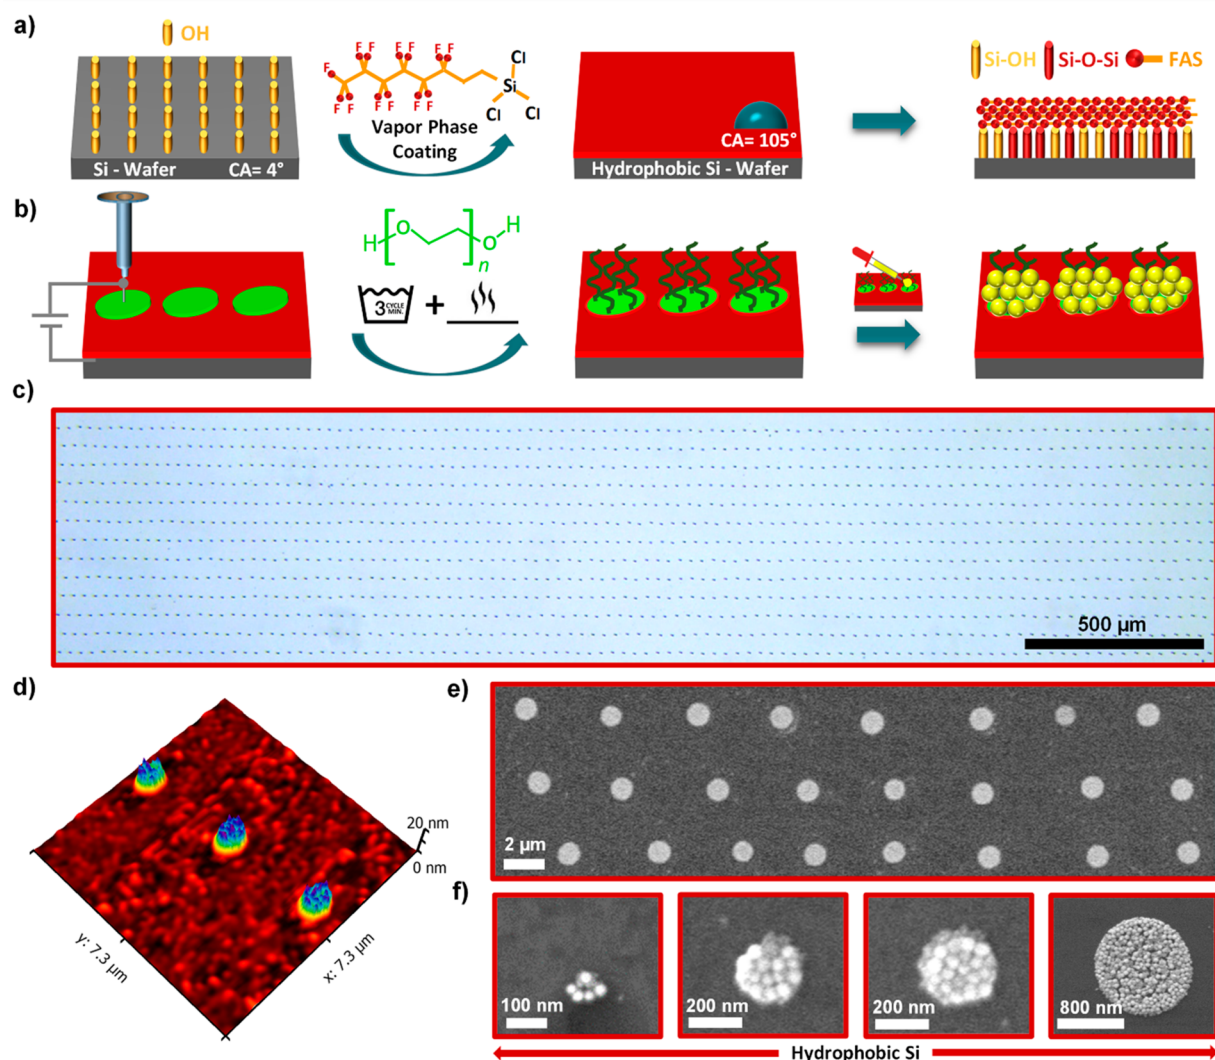 a)
OH
Si - Wafer
CA= 4°
F F F F
F F F F
F
F F F F
F F F F
Cl
Si
Cl
Cl
Vapor Phase
Coating
CA= 105°
Hydrophobic Si - Wafer
Si-OH
Si-O-Si
FAS
b)
H
O
O
H
n
3 CYCLE
MIN.
+
c)
500 µm
d)
20 nm
0 nm
y: 7.3 µm
x: 7.3 µm
e)
2 µm
f)
100 nm
200 nm
200 nm
800 nm
Hydrophobic Si